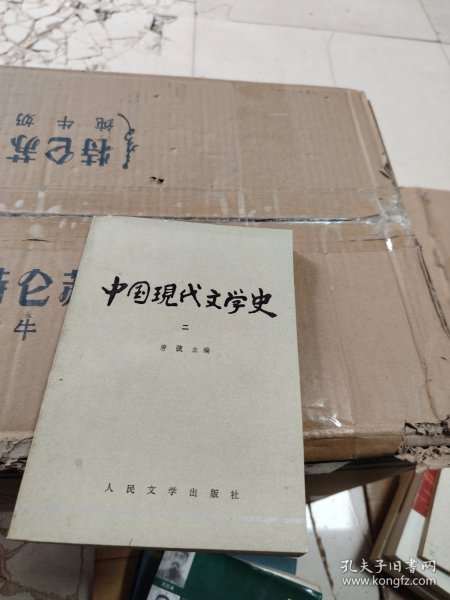 特仑苏
纯牛奶
特仑苏
牛
中国現代文学史
二
唐弢主编
人民文学出版社
孔夫子旧书网
www.kongfz.com